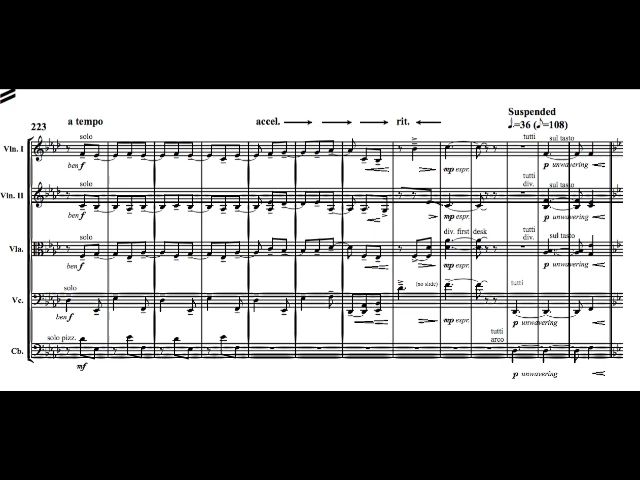 Suspended
223 a tempo accel. rit. ♩.=36 (♪=108)
solo tutti sul tasto
Vln. I
ben f mp espr. p unwavering
solo tutti
div. sul tasto
Vln. II
ben f mp espr. p unwavering
solo div. first desk tutti
div. sul tasto
Vla.
ben f mp espr. p unwavering
solo (no slide) tutti
Vc.
ben f mp espr. p unwavering
solo pizz. tutti
arco
Cb.
mf p unwavering